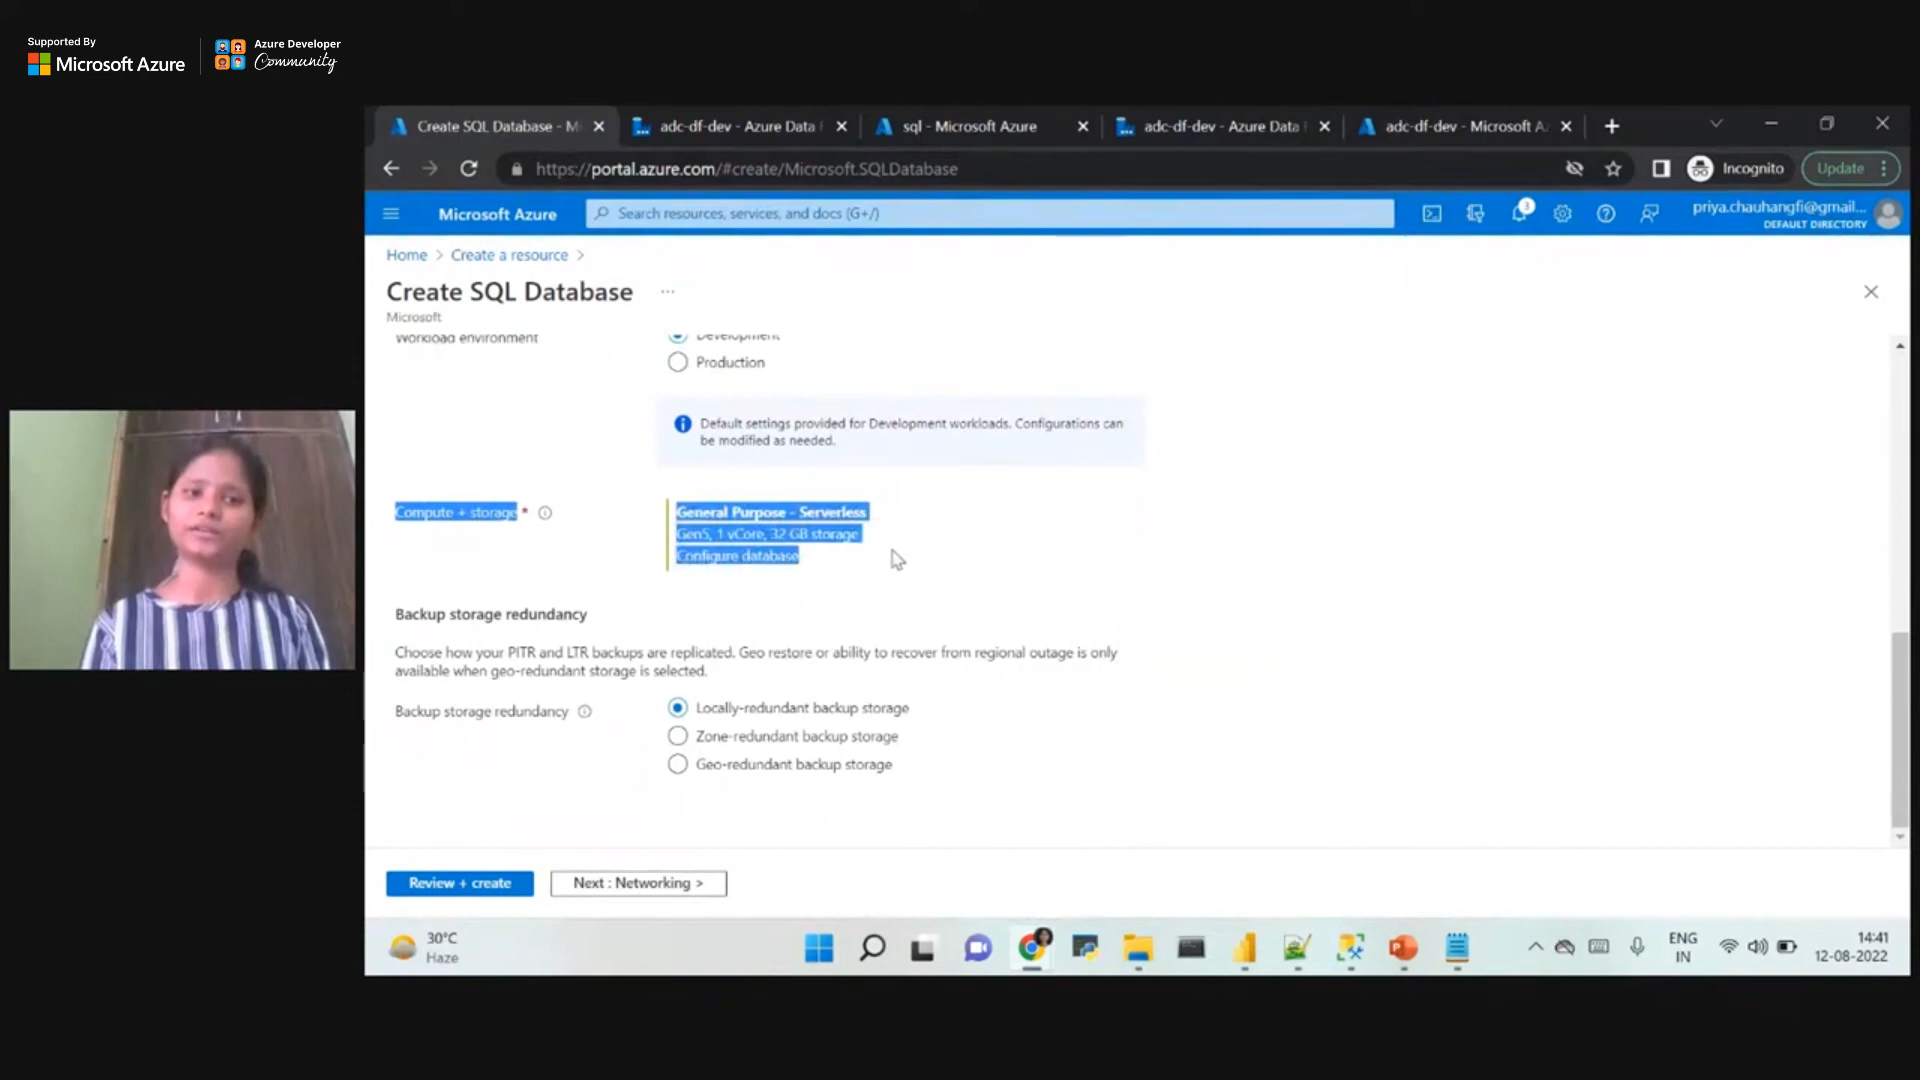 Supported By
Microsoft Azure
Azure Developer
Community
Create SQL Database - M
adc-df-dev - Azure Data
sql - Microsoft Azure
adc-df-dev - Azure Data
adc-df-dev - Microsoft A
https://portal.azure.com/#create/Microsoft.SQLDatabase
Incognito
Update
Microsoft Azure
Search resources, services, and docs (G+/)
3
priya.chauhangfi@gmail...
DEFAULT DIRECTORY
Home > Create a resource >
Create SQL Database ...
Microsoft
Workload environment
Development
Production
Default settings provided for Development workloads. Configurations can
be modified as needed.
Compute + storage *
General Purpose - Serverless
Gen5, 1 vCore, 32 GB storage
Configure database
Backup storage redundancy
Choose how your PITR and LTR backups are replicated. Geo restore or ability to recover from regional outage is only
available when geo-redundant storage is selected.
Backup storage redundancy
Locally-redundant backup storage
Zone-redundant backup storage
Geo-redundant backup storage
Review + create
Next : Networking >
30°C
Haze
ENG
IN
14:41
12-08-2022